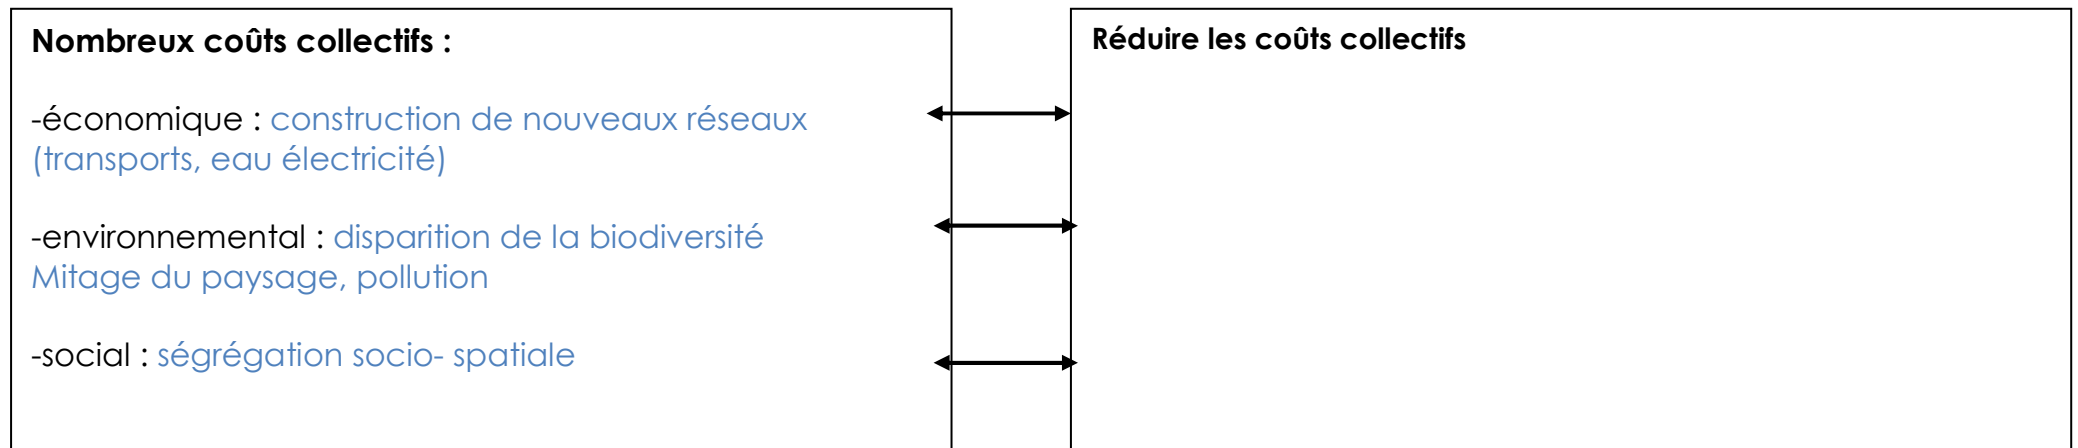 Nombreux coûts collectifs :
-économique : construction de nouveaux réseaux
(transports, eau électricité)
-environnemental : disparition de la biodiversité
Mitage du paysage, pollution
-social : ségrégation socio- spatiale
Réduire les coûts collectifs